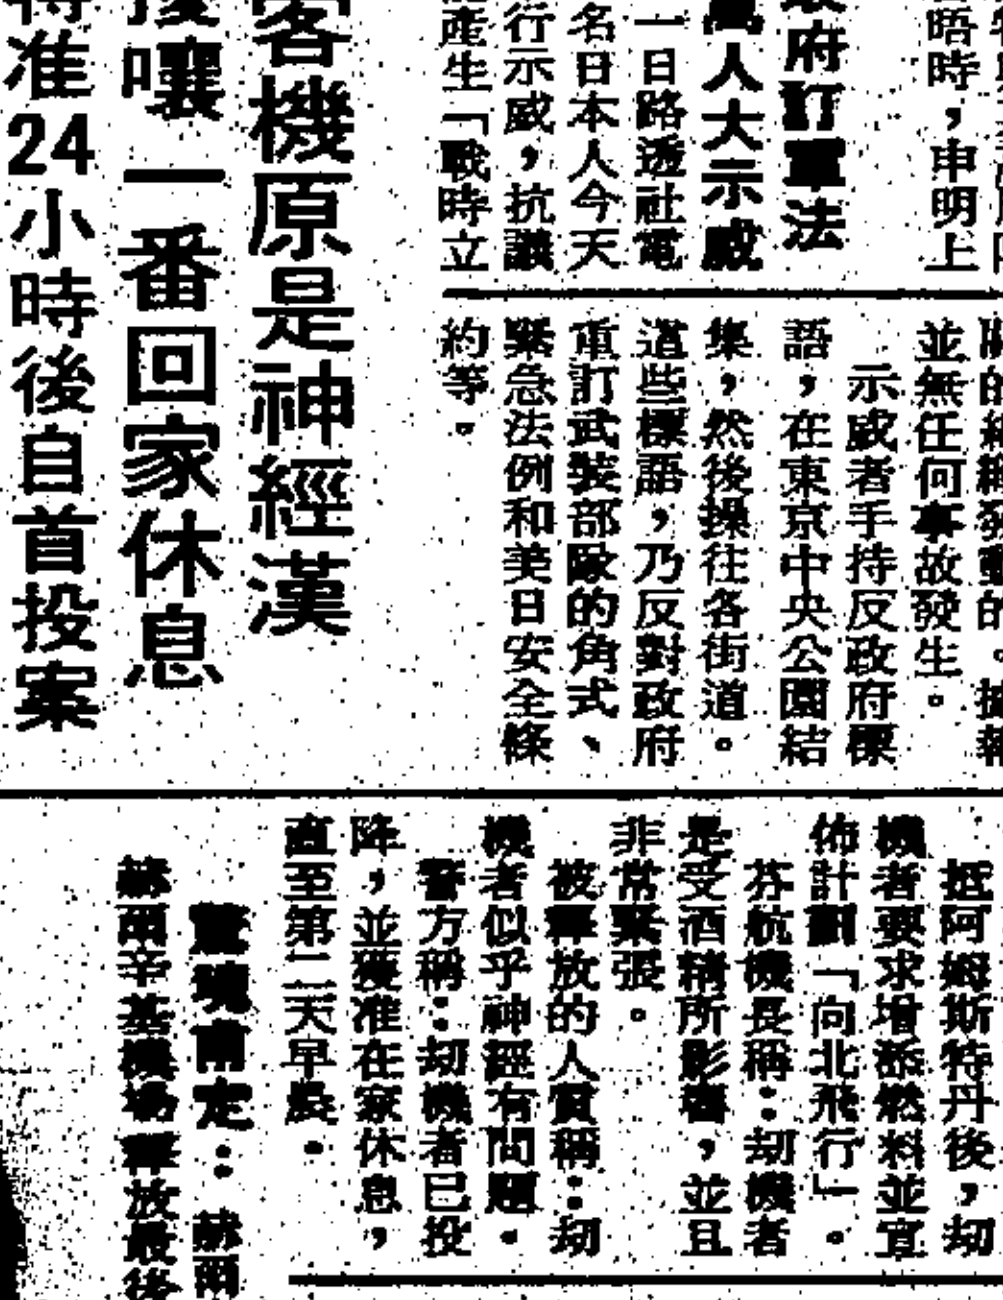 晤時，申明上
府訂軍法
萬人大示威
一日路透社電
名日本人今天
行示威，抗議
產生「戰時立
並無任何事故發生。
示威者手持反政府標
語，在東京中央公園結
集，然後操往各街道。
這些標語，乃反對政府
重訂武裝部隊的角式、
緊急法例和美日安全條
約等。
客機原是神經漢
擾嚷一番回家休息
特准24小時後自首投案
抵阿姆斯特丹後，劫
機者要求增添燃料並宣
佈計劃「向北飛行」。
芬航機長稱：劫機者
是受酒精所影響，並且
非常緊張。
被釋放的人質稱：劫
機者似乎神經有問題。
警方稱：劫機者已投
降，並獲准在家休息，
直至第二天早晨。
驚魂甫定：赫爾
赫爾辛基機場釋放最後